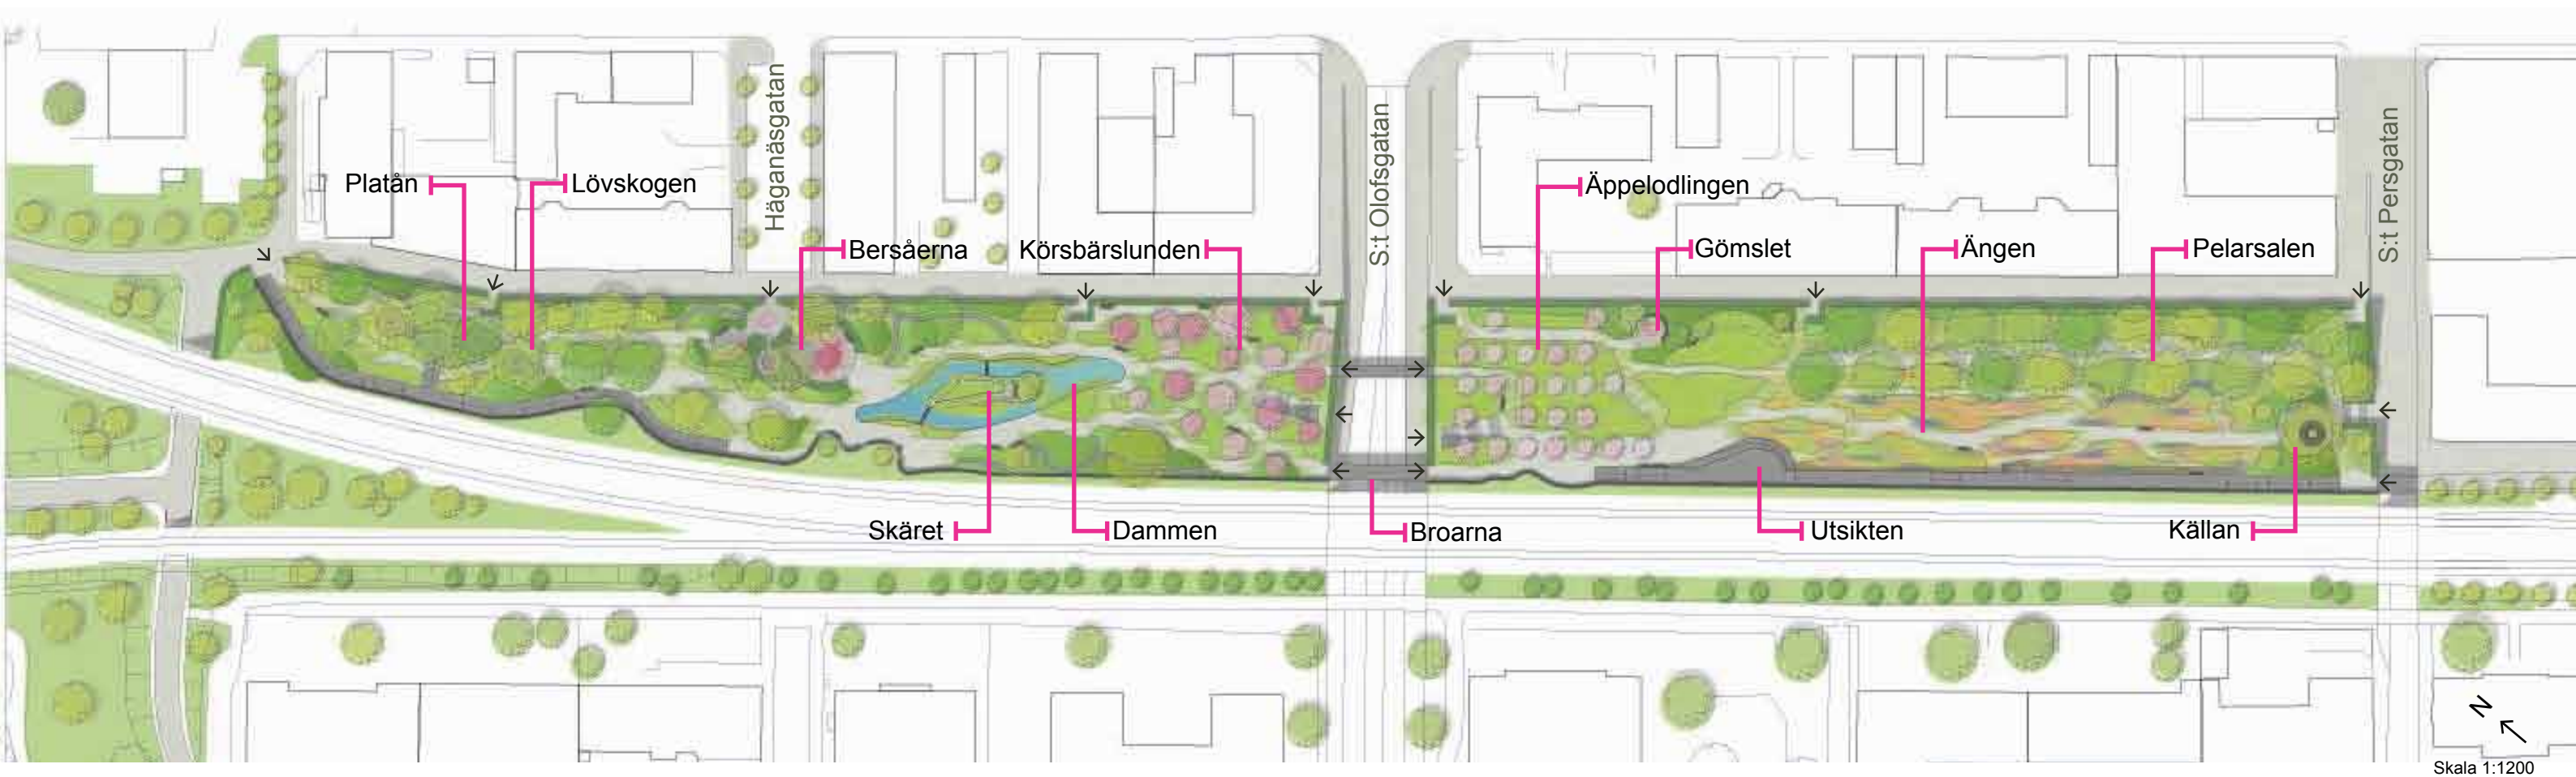 Häganäsgatan
S:t Olofsgatan
S:t Persgatan
Platån
Lövskogen
Äppelodlingen
Bersåerna
Körsbärslunden
Gömslet
Ängen
Pelarsalen
Skäret
Dammen
Broarna
Utsikten
Källan
N
Skala 1:1200